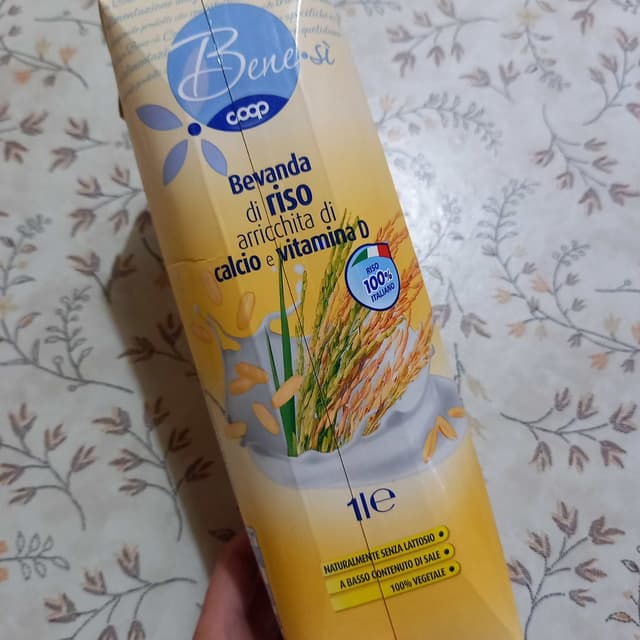 Bene.sì
coop
Bevanda
di riso
arricchita di
calcio e vitamina D
RISO
100%
ITALIANO
1l e
NATURALMENTE SENZA LATTOSIO
A BASSO CONTENUTO DI SALE
100% VEGETALE